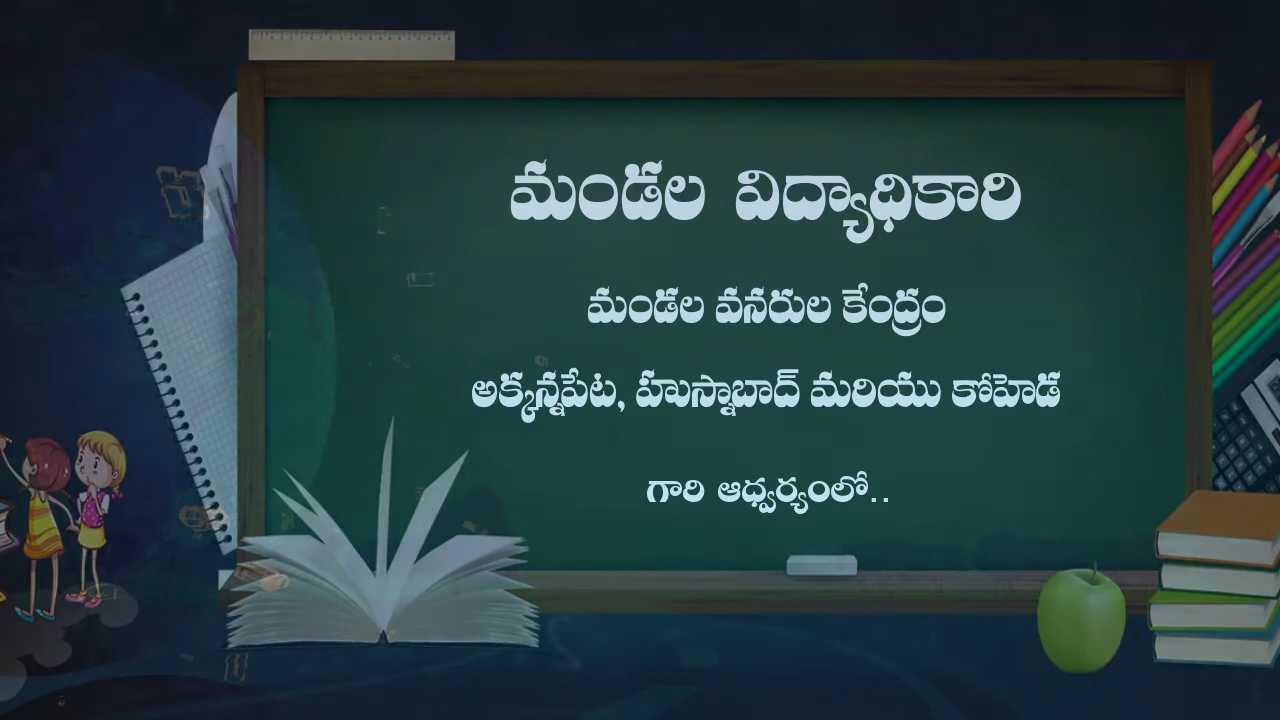 మండల విద్యాధికారి
మండల వనరుల కేంద్రం
అక్కన్నపేట, హుస్నాబాద్ మరియు కోహెడ
గారి ఆధ్వర్యంలో..